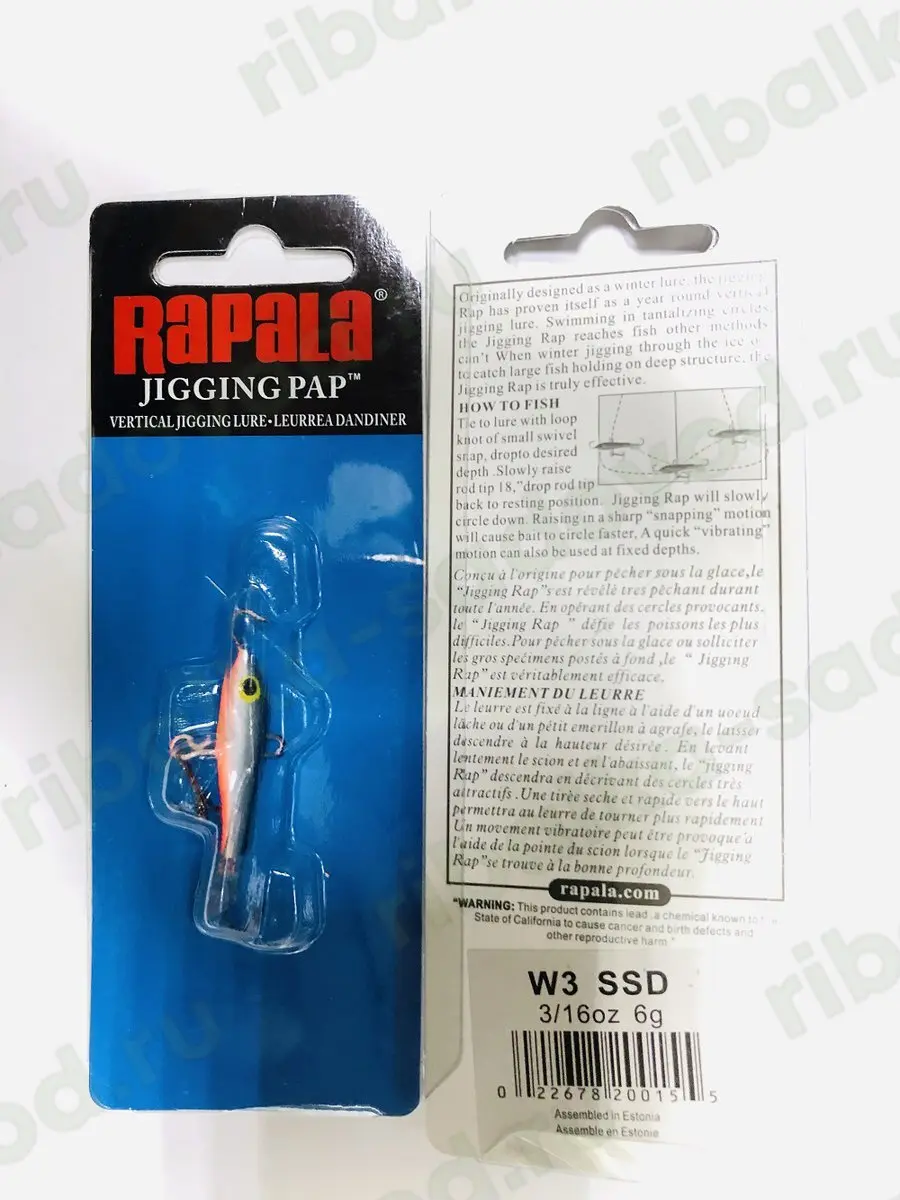 RAPALA®
JIGGING PAP™
VERTICAL JIGGING LURE•LEURREA DANDINER
Originally designed as a winter lure, the jigging
Rap has proven itself as a year round vertical
jigging lure. Swimming in tantalizing circles
the Jigging Rap reaches fish other methods
can't When winter jigging through the ice o
to catch large fish holding on deep structure, the
Jigging Rap is truly effective.
HOW TO FISH
Tie to lure with loop
knot of small swivel
snap, dropto desired
depth .Slowly raise
rod tip 18,"drop rod tip
back to resting position. Jigging Rap will slowly
circle down. Raising in a sharp "snapping" motion
will cause bait to circle faster, A quick "vibrating"
motion can also be used at fixed depths.
Concu à l'origine pour pécher sous la glace,le
"Jigging Rap"s est révélé tres pèchant durant
toute l'année. En opérant des cercles provocants,
le " Jigging Rap " défie les poissons les plus
difficiles.Pour pécher sous la glace ou solliciter
les gros spécimens postés à fond ,le " Jigging
Rap"est véritablement efficace.
MANIEMENT DU LEURRE
Le leurre est fixé à la ligne à l'aide d'un uoeud
lâche ou d'un pétit emerillon à agrafe, le laisser
descendre à la hauteur désirée. En levant
lentement le scion et en l'abaissant, le "jigging
Rap" descendra en décrivant des cercles très
attractifs .Une tirèe seche et rapide vers le haut
permettra au leurre de tourner plus rapidement
Un movement vibratoire peut être provoque'a
l'aide de la pointe du scion lorsque le "Jigging
Rap"se trouve à la bonne profondeur.
rapala.com
"WARNING: This product contains lead ,a chemical known to
State of California to cause cancer and birth defects and
other reproductive harm "
W3 SSD
3/16oz 6g
0 22678 20015 5
Assembled in Estonia
Assemble en Estonie